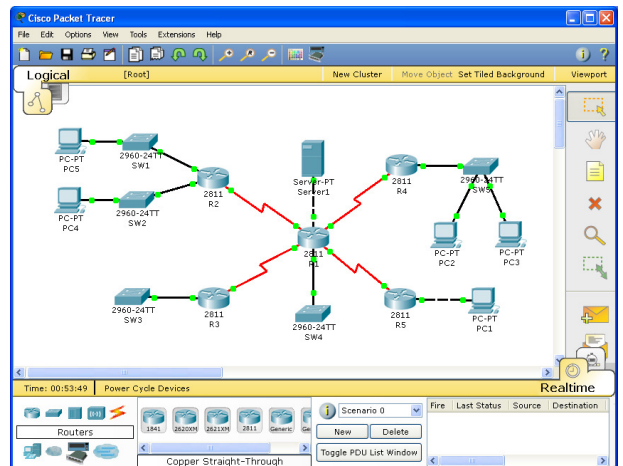 Cisco Packet Tracer
File Edit Options View Tools Extensions Help
Logical [Root] New Cluster Move Object Set Tiled Background Viewport
PC-PT
PC5
2960-24TT
SW1
2811
R2
PC-PT
PC4
2960-24TT
SW2
Server-PT
Server1
2811
R4
2960-24TT
SW5
PC-PT
PC2
PC-PT
PC3
2811
R1
2960-24TT
SW3
2811
R3
2960-24TT
SW4
2811
R5
PC-PT
PC1
Time: 00:53:49 Power Cycle Devices Realtime
Routers
1841 2620XM 2621XM 2811 Generic Ge
Copper Straight-Through
Scenario 0
New Delete
Toggle PDU List Window
Fire Last Status Source Destination